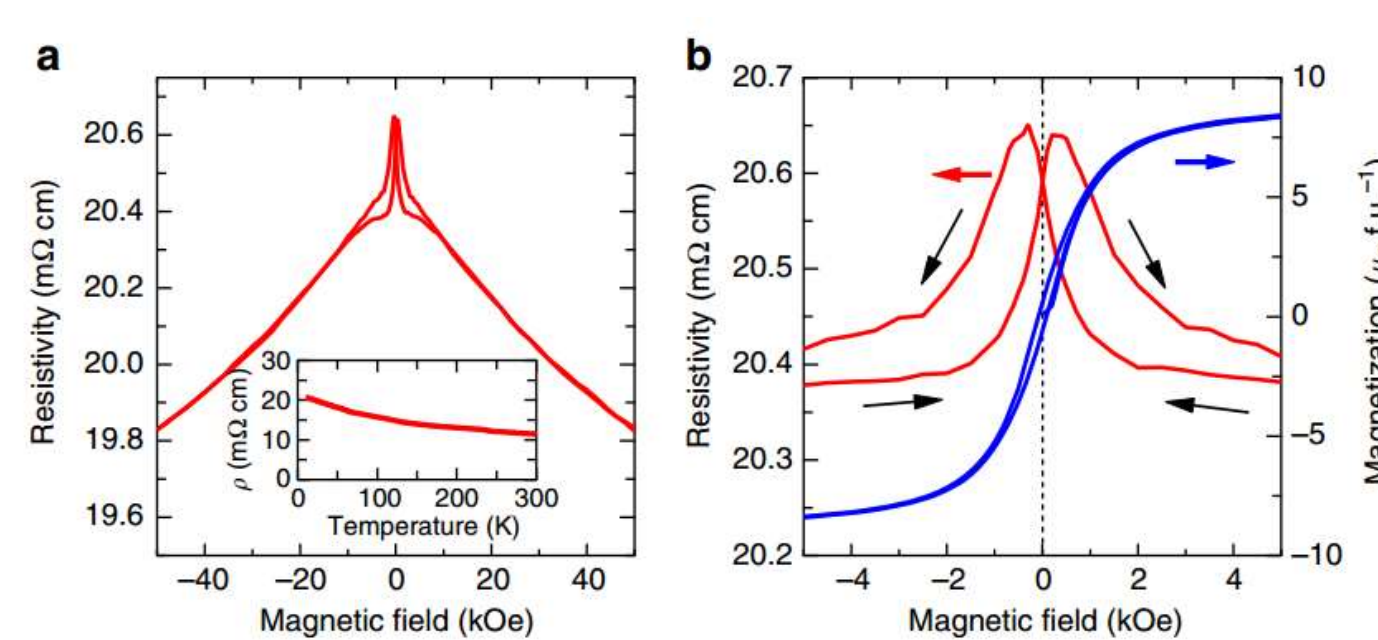 a
Resistivity (mΩ cm)
20.6
20.4
20.2
20.0
19.8
19.6
−40 −20 0 20 40
Magnetic field (kOe)
ρ (mΩ cm)
30
20
10
0
0 100 200 300
Temperature (K)
b
Resistivity (mΩ cm)
20.7
20.6
20.5
20.4
20.3
20.2
−4 −2 0 2 4
Magnetic field (kOe)
10
5
0
−5
−10
Magnetization